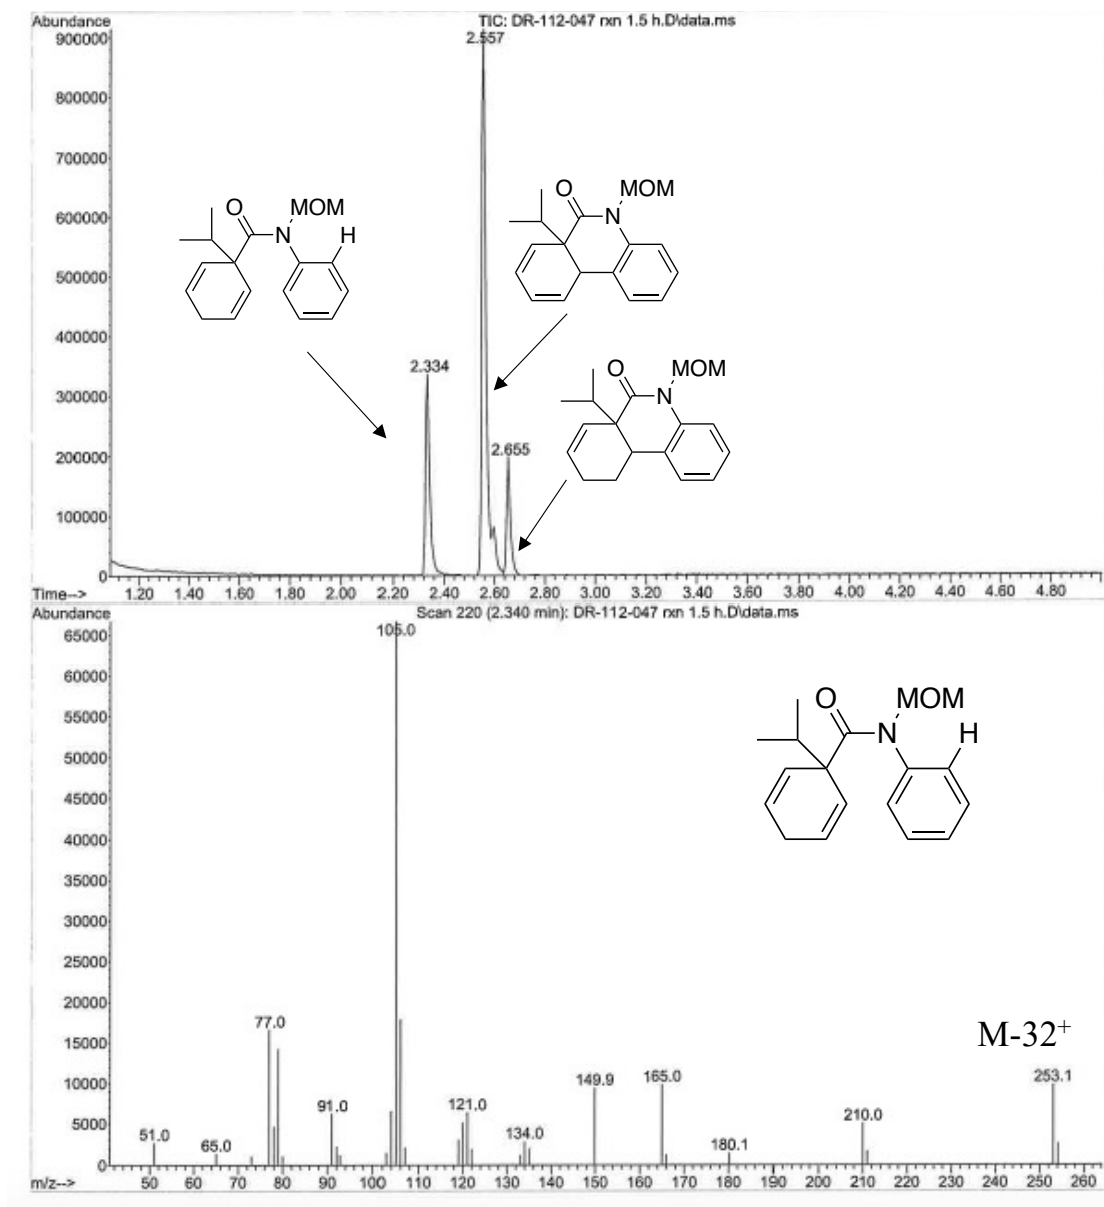 Abundance
TIC: DR-112-047 rxn 1.5 h.D\data.ms
900000
800000
700000
600000
500000
400000
300000
200000
100000
0
2.557
2.334
2.655
O
MOM
N
H
O
MOM
N
O
MOM
N
Time-->
1.20 1.40 1.60 1.80 2.00 2.20 2.40 2.60 2.80 3.00 3.20 3.40 3.60 3.80 4.00 4.20 4.40 4.60 4.80
Abundance
Scan 220 (2.340 min): DR-112-047 rxn 1.5 h.D\data.ms
65000
60000
55000
50000
45000
40000
35000
30000
25000
20000
15000
10000
5000
0
105.0
O
MOM
N
H
M-32+
51.0
65.0
77.0
91.0
121.0
134.0
149.9
165.0
180.1
210.0
253.1
m/z-->
50 60 70 80 90 100 110 120 130 140 150 160 170 180 190 200 210 220 230 240 250 260